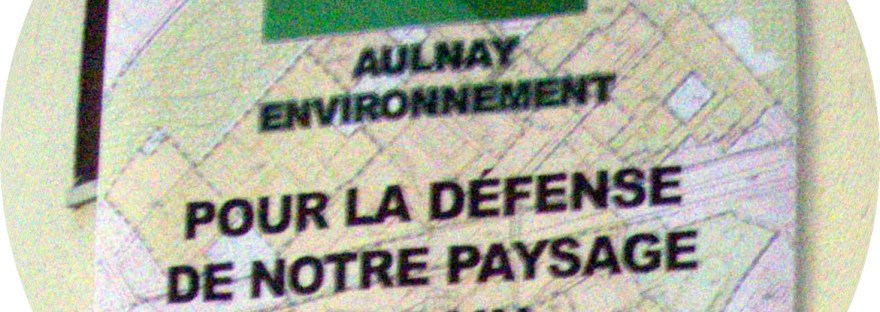 AULNAY
ENVIRONNEMENT
POUR LA DÉFENSE
DE NOTRE PAYSAGE